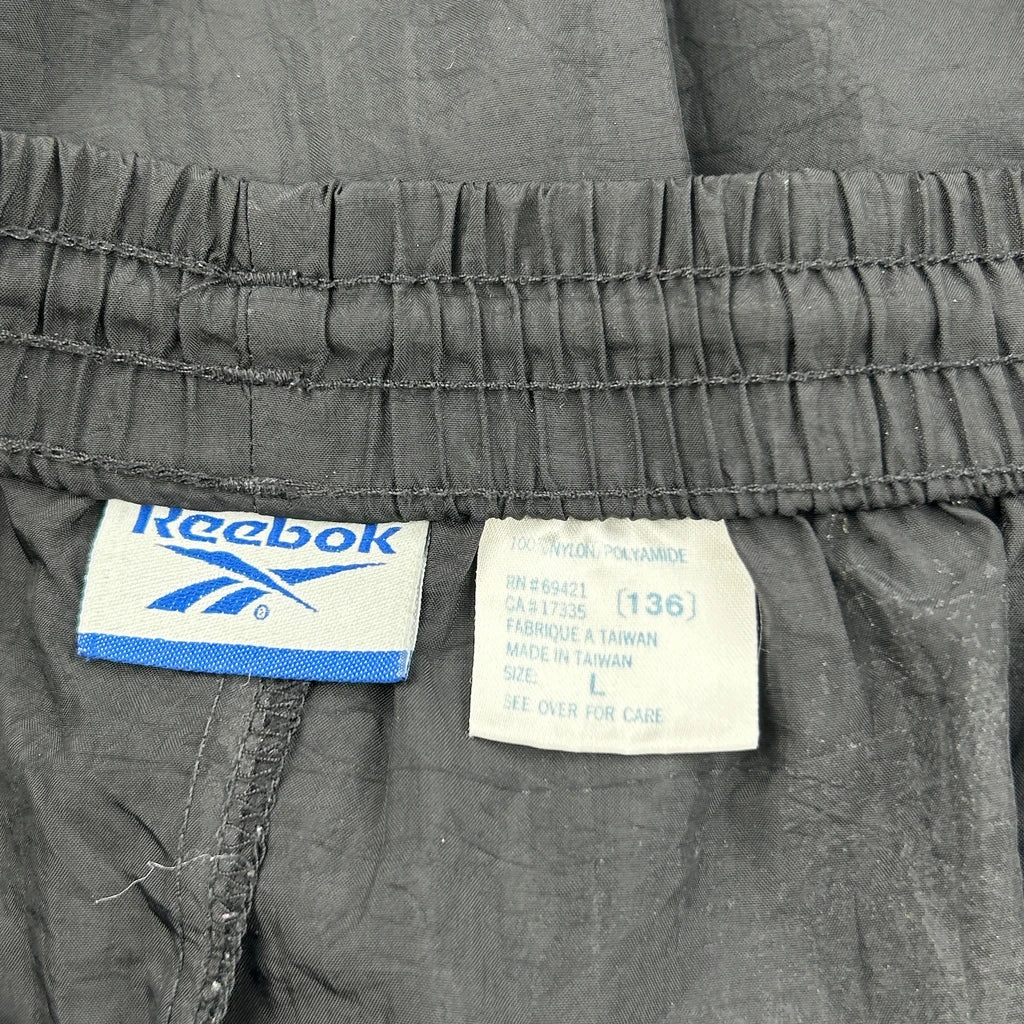 Reebok
®
100% NYLON/POLYAMIDE
RN#69421
CA#17335 [136]
FABRIQUE A TAIWAN
MADE IN TAIWAN
SIZE: L
SEE OVER FOR CARE